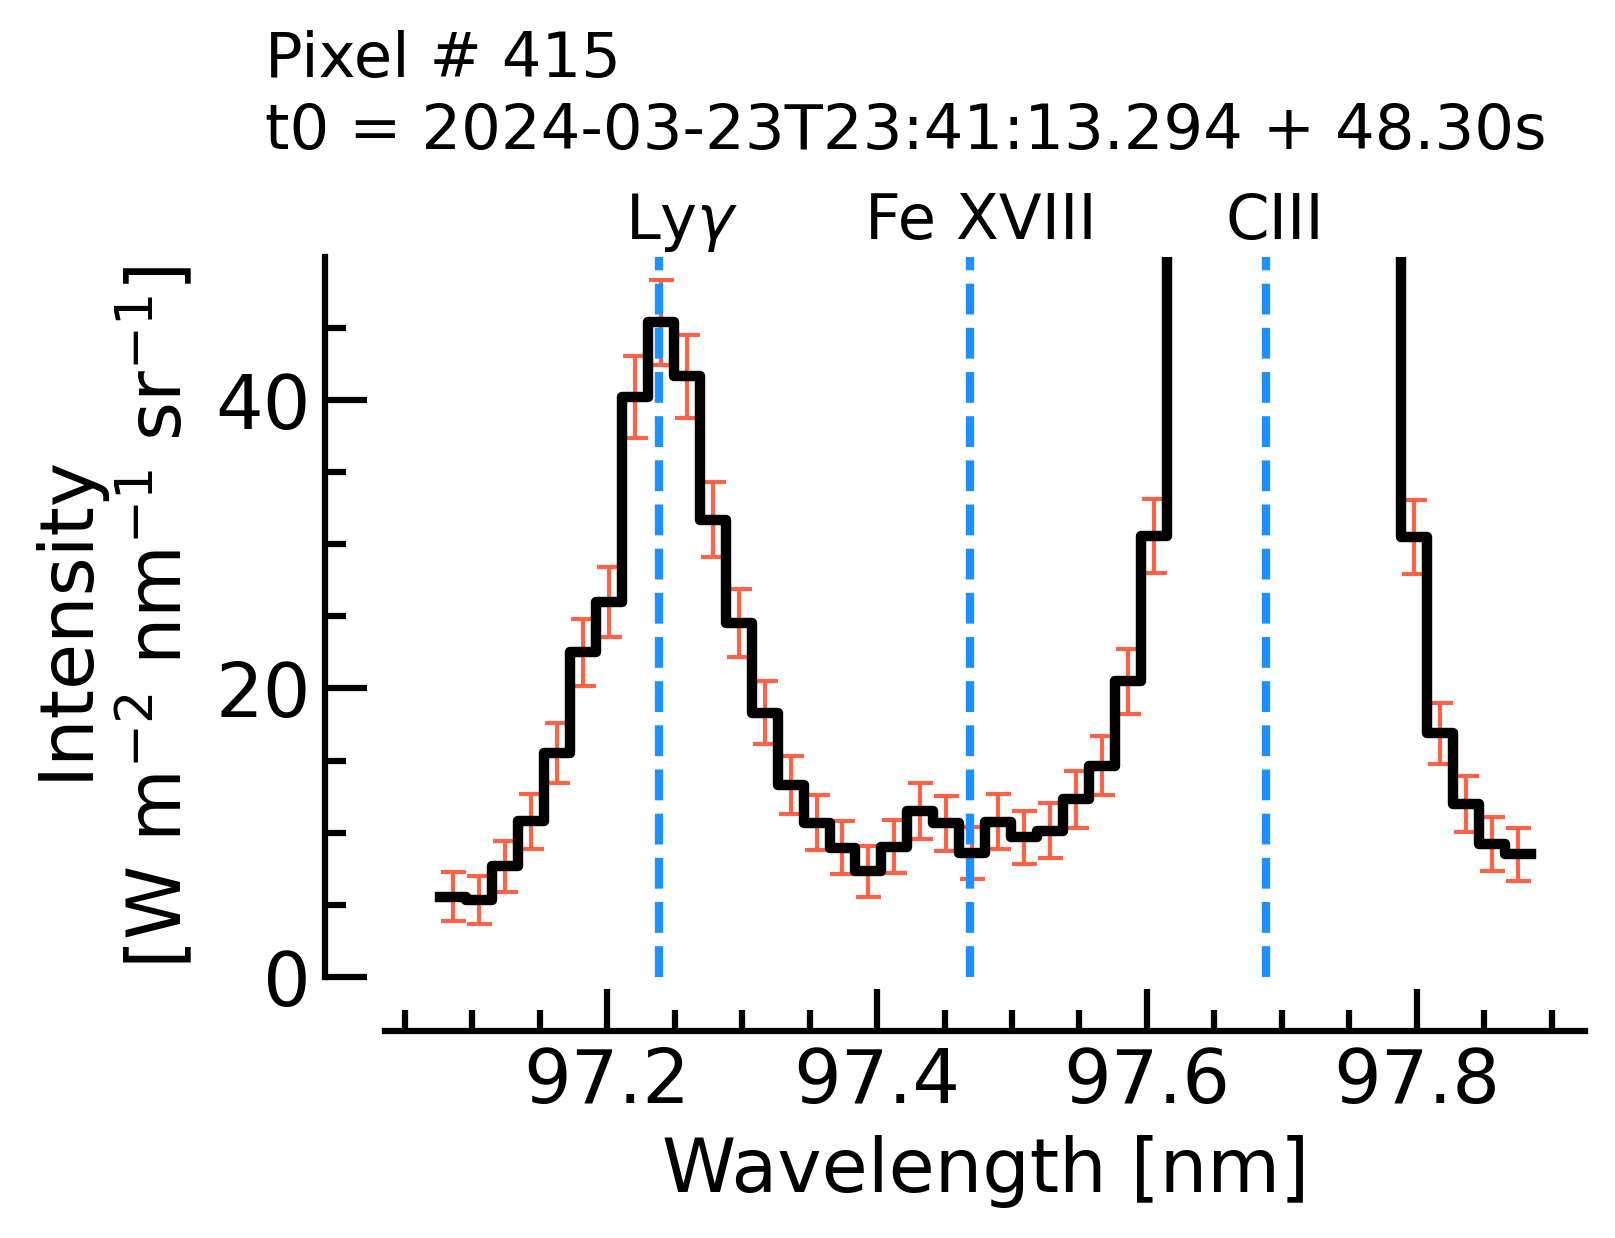 Pixel # 415
t0 = 2024-03-23T23:41:13.294 + 48.30s
Lyγ Fe XVIII CIII
Intensity
[W m⁻² nm⁻¹ sr⁻¹]
40
20
0
97.2 97.4 97.6 97.8
Wavelength [nm]